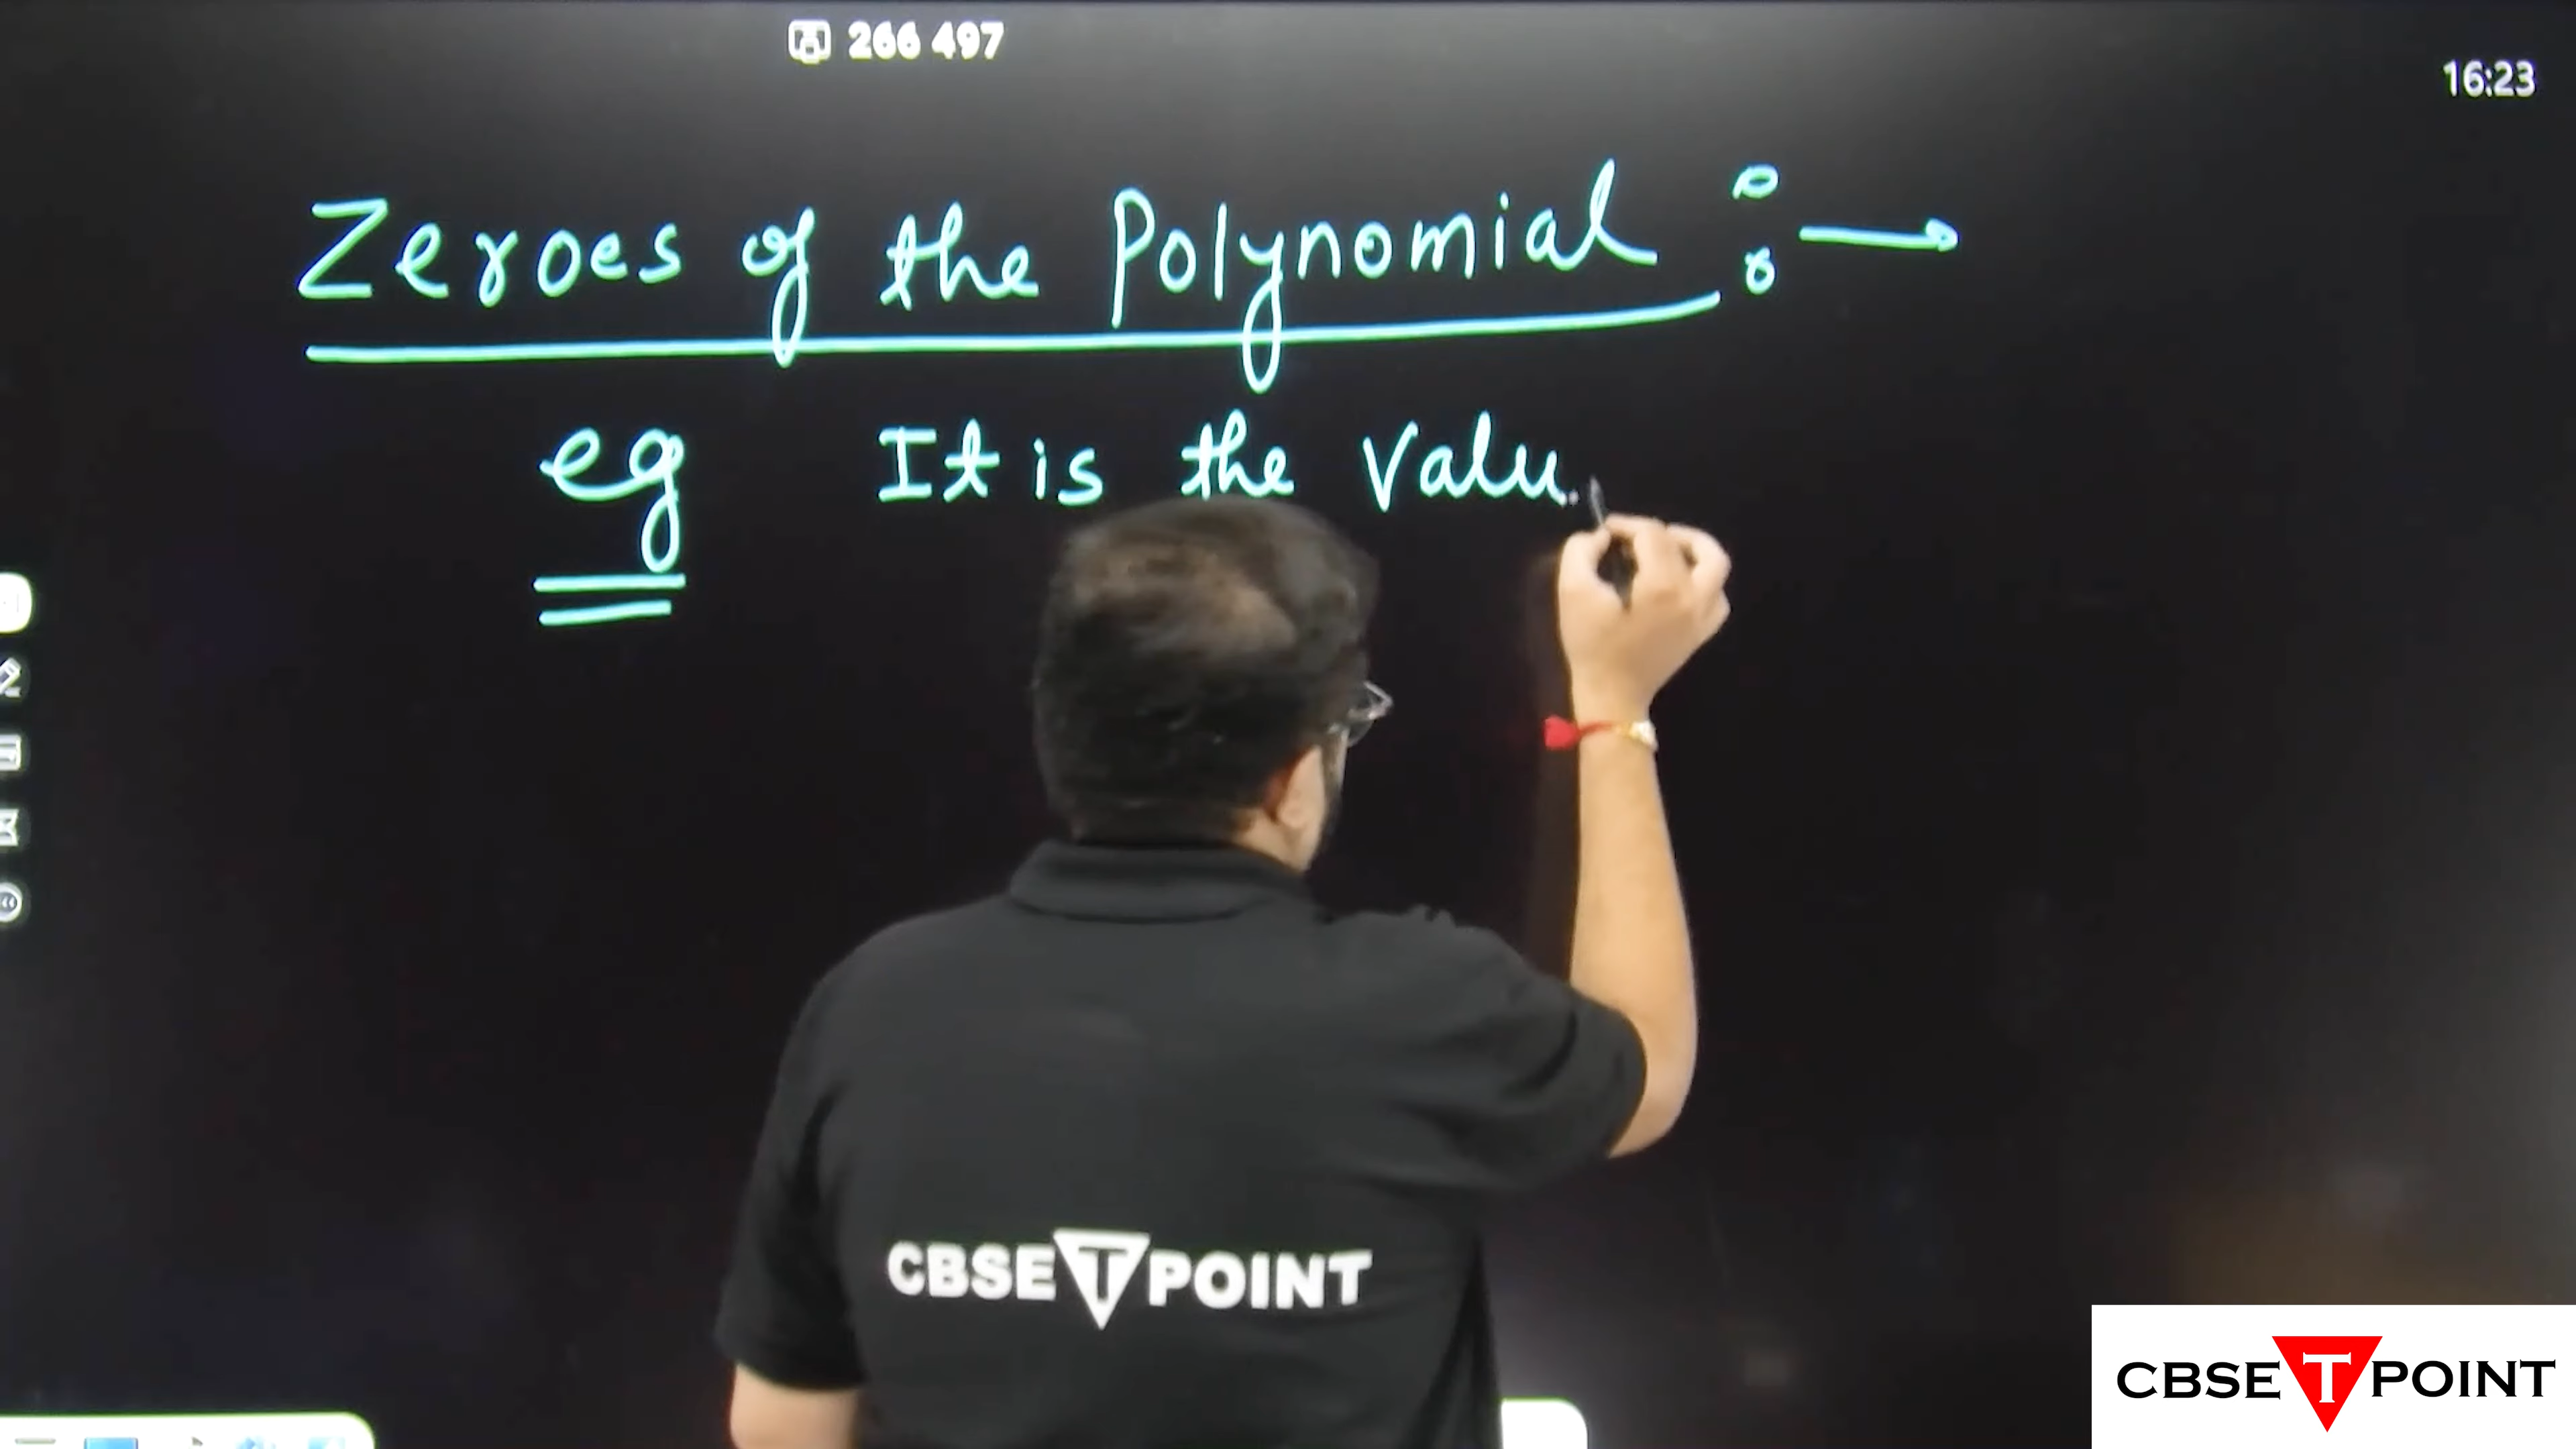 266 497
16:23
Zeroes of the Polynomial :→
eg It is the Valu
CBSE T POINT
CBSE T POINT